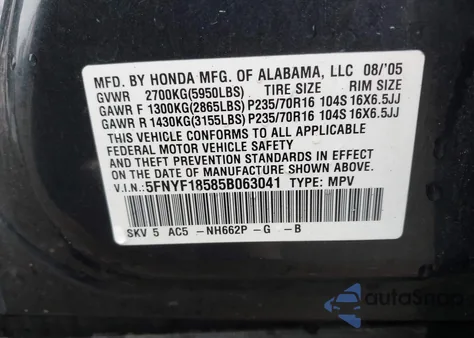 MFD. BY HONDA MFG. OF ALABAMA, LLC 08/'05
GVWR 2700KG(5950LBS) TIRE SIZE RIM SIZE
GAWR F 1300KG(2865LBS) P235/70R16 104S 16X6.5JJ
GAWR R 1430KG(3155LBS) P235/70R16 104S 16X6.5JJ
THIS VEHICLE CONFORMS TO ALL APPLICABLE
FEDERAL MOTOR VEHICLE SAFETY
STANDARDS IN EFFECT ON THE DATE OF
MANUFACTURE SHOWN ABOVE.
V.I.N.: 5FNYF18585B063041 TYPE: MPV
SKV 5 AC5 -NH662P -G -B
autoSnap